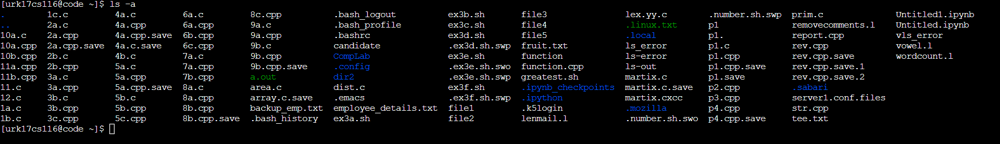 [urk17cs116@code ~]$ ls -a
. 1c.c 4a.c 6a.c 8c.cpp .bash_logout ex3b.sh file3 lex.yy.c .number.sh.swp prim.c Untitled1.ipynb
.. 2a.c 4a.cpp 6a.cpp 9a.c .bash_profile ex3c.sh file4 .linux.txt p1 removecomments.l Untitled.ipynb
10a.c 2a.cpp 4a.cpp.save 6b.cpp 9a.cpp .bashrc ex3d.sh file5 .local p1. report.cpp vls_error
10a.cpp 2a.cpp.save 4a.c.save 6c.cpp 9b.c candidate .ex3d.sh.swp fruit.txt ls_error p1.c rev.cpp vowel.l
10b.cpp 2b.c 4b.c 7a.c 9b.cpp CompLab ex3e.sh function ls-error p1.cpp rev.cpp.save wordcount.l
11a.cpp 2b.cpp 5a.c 7a.cpp 9b.cpp.save .config .ex3e.sh.swo function.cpp ls-out p1.cpp.save rev.cpp.save.1
11b.cpp 3a.c 5a.cpp 7b.cpp a.out dir2 .ex3e.sh.swp greatest.sh martix.c p1.save rev.cpp.save.2
11.c 3a.cpp 5a.cpp.save 8a.c area.c dist.c ex3f.sh .ipynb_checkpoints martix.c.save p2.cpp .sabari
12.c 3b.c 5b.c 8a.cpp array.c.save .emacs .ex3f.sh.swp .ipython martix.cxcc p3.cpp server1.conf.files
1a.c 3b.cpp 5b.cpp 8b.cpp backup_emp.txt employee_details.txt file1 .k5login .mozilla p4.cpp str.cpp
1b.c 3c.cpp 5c.cpp 8b.cpp.save .bash_history ex3a.sh file2 lenmail.l .number.sh.swo p4.cpp.save tee.txt
[urk17cs116@code ~]$